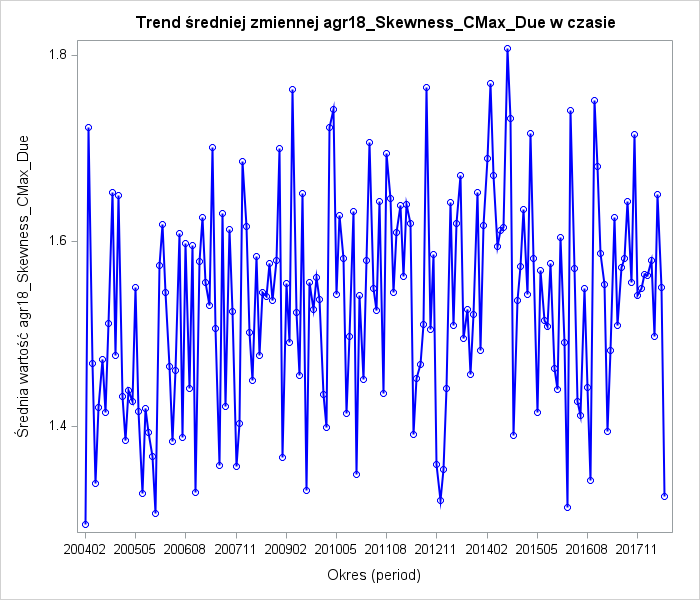 Trend średniej zmiennej agr18_Skewness_CMax_Due w czasie
Średnia wartość agr18_Skewness_CMax_Due
1.8
1.6
1.4
200402 200505 200608 200711 200902 201005 201108 201211 201402 201505 201608 201711
Okres (period)